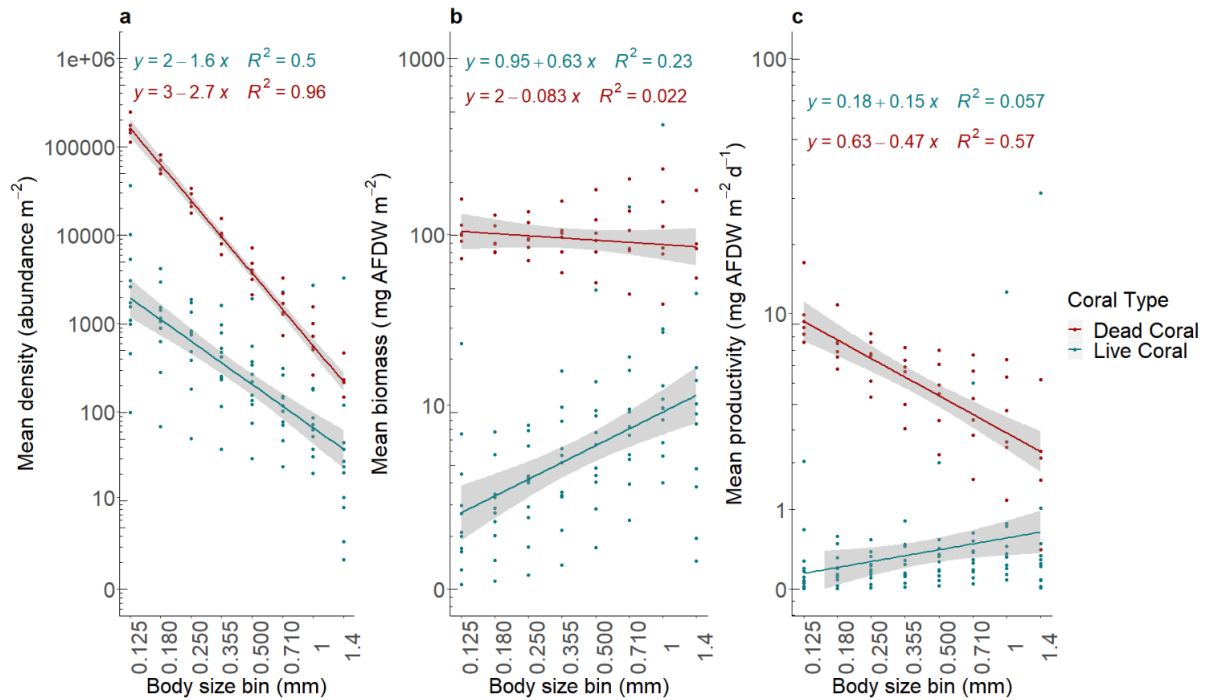 a
y = 2 − 1.6 x R² = 0.5
y = 3 − 2.7 x R² = 0.96
Mean density (abundance m⁻²)
1e+06
100000
10000
1000
100
10
0
0.125
0.180
0.250
0.355
0.500
0.710
1
1.4
Body size bin (mm)
b
y = 0.95 + 0.63 x R² = 0.23
y = 2 − 0.083 x R² = 0.022
Mean biomass (mg AFDW m⁻²)
1000
100
10
0
0.125
0.180
0.250
0.355
0.500
0.710
1
1.4
Body size bin (mm)
c
y = 0.18 + 0.15 x R² = 0.057
y = 0.63 − 0.47 x R² = 0.57
Mean productivity (mg AFDW m⁻² d⁻¹)
100
10
1
0
0.125
0.180
0.250
0.355
0.500
0.710
1
1.4
Body size bin (mm)
Coral Type
Dead Coral
Live Coral